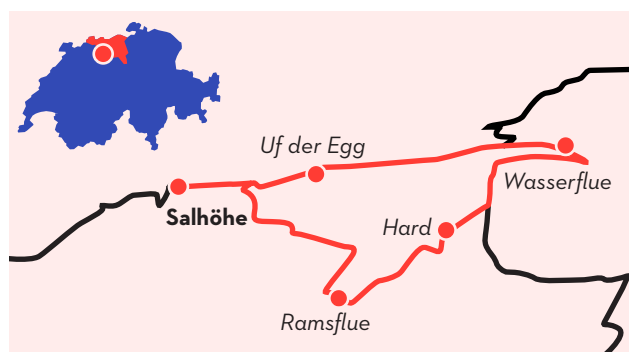 Uf der Egg
Wasserflue
Salhöhe
Hard
Ramsflue